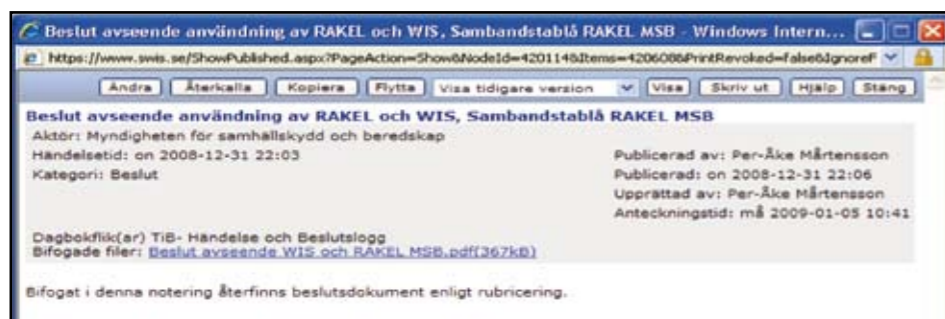 Beslut avseende användning av RAKEL och WIS, Sambandstablå RAKEL MSB - Windows Intern...
https://www.swis.se/ShowPublished.aspx?PageAction=Show&NodeId=420114&Items=420608&PrintRevoked=false&IgnoreF
Ändra Återkalla Kopiera Flytta Visa tidigare version Visa Skriv ut Hjälp Stäng
Beslut avseende användning av RAKEL och WIS, Sambandstablå RAKEL MSB
Aktör: Myndigheten för samhällskydd och beredskap
Händelsetid: on 2008-12-31 22:03
Publicerad av: Per-Åke Mårtensson
Kategori: Beslut
Publicerad: on 2008-12-31 22:06
Upprättad av: Per-Åke Mårtensson
Anteckningstid: må 2009-01-05 10:41
Dagbokflik(ar) TiB- Händelse och Beslutslogg
Bifogade filer: Beslut avseende WIS och RAKEL MSB.pdf(367kB)
Bifogat i denna notering återfinns beslutsdokument enligt rubricering.